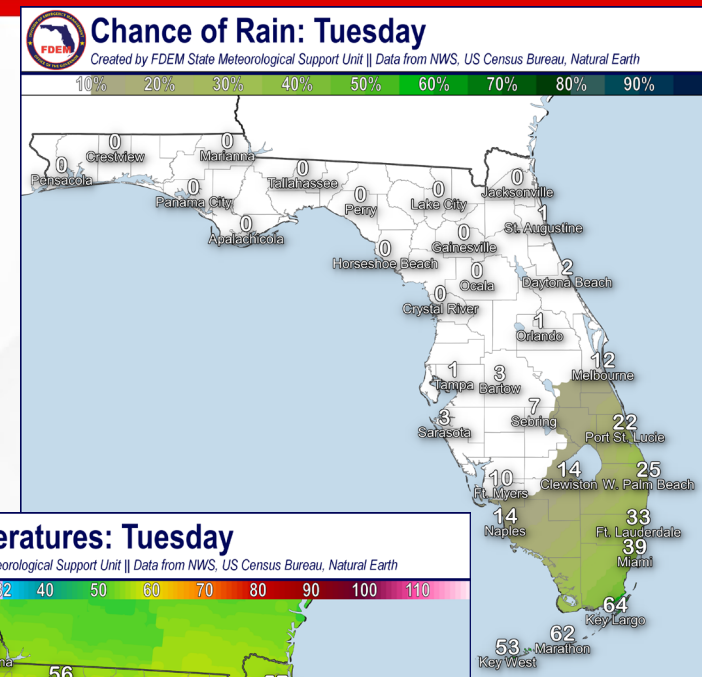 Chance of Rain: Tuesday
FDEM
Created by FDEM State Meteorological Support Unit || Data from NWS, US Census Bureau, Natural Earth
10% 20% 30% 40% 50% 60% 70% 80% 90%
0
Crestview
0
Marianna
0
Pensacola
0
Tallahassee
0
Jacksonville
0
Panama City
0
Perry
0
Lake City
1
St. Augustine
0
Apalachicola
0
Gainesville
0
Horseshoe Beach
0
Ocala
2
Daytona Beach
0
Crystal River
1
Orlando
12
Melbourne
1
Tampa
3
Bartow
7
Sebring
3
Sarasota
22
Port St. Lucie
10
Ft. Myers
14
Clewiston
25
W. Palm Beach
14
Naples
33
Ft. Lauderdale
39
Miami
64
Key Largo
62
Marathon
53
Key West
eratures: Tuesday
eorological Support Unit || Data from NWS, US Census Bureau, Natural Earth
32 40 50 60 70 80 90 100 110
na
56